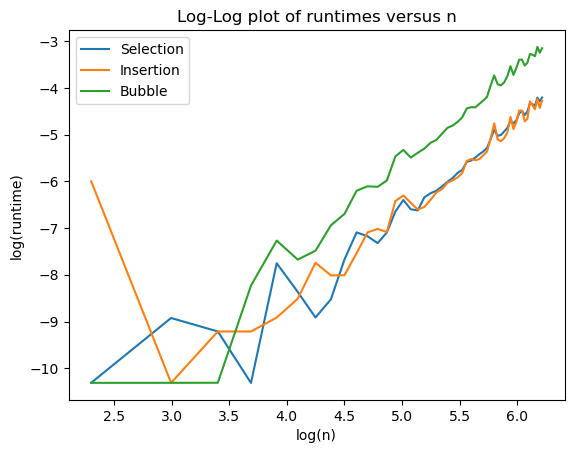 Log-Log plot of runtimes versus n
Selection
Insertion
Bubble
log(runtime)
−3
−4
−5
−6
−7
−8
−9
−10
2.5 3.0 3.5 4.0 4.5 5.0 5.5 6.0
log(n)